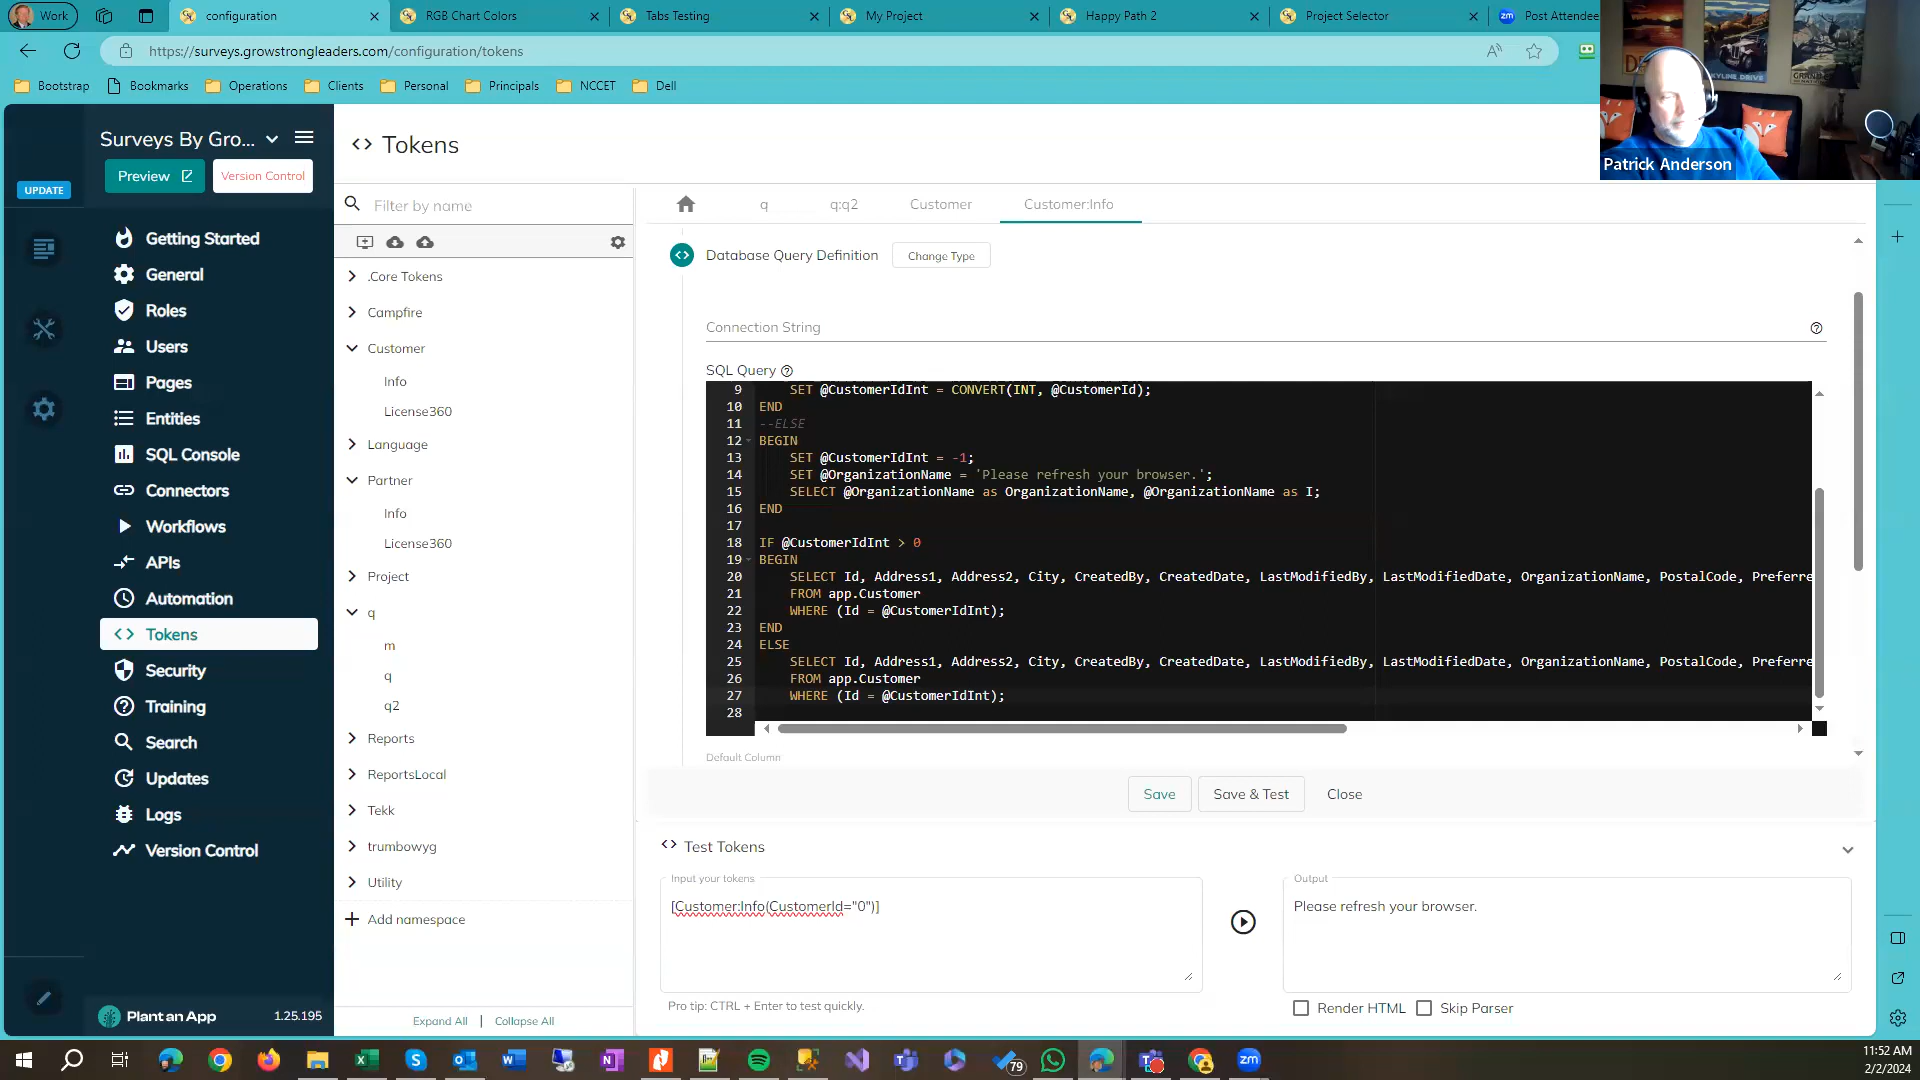 Work
configuration
RGB Chart Colors
Tabs Testing
My Project
Happy Path 2
Project Selector
Post Attendee
https://surveys.growstrongleaders.com/configuration/tokens
Bootstrap
Bookmarks
Operations
Clients
Personal
Principals
NCCET
Dell
Patrick Anderson
Surveys By Gro...
Preview
Version Control
UPDATE
Getting Started
General
Roles
Users
Pages
Entities
SQL Console
Connectors
Workflows
APIs
Automation
Tokens
Security
Training
Search
Updates
Logs
Version Control
Plant an App
1.25.195
Tokens
Filter by name
.Core Tokens
Campfire
Customer
Info
License360
Language
Partner
Info
License360
Project
q
m
q
q2
Reports
ReportsLocal
Tekk
trumbowyg
Utility
Add namespace
Expand All | Collapse All
q
q:q2
Customer
Customer:Info
Database Query Definition
Change Type
Connection String
SQL Query
9 SET @CustomerIdInt = CONVERT(INT, @CustomerId);
10 END
11 --ELSE
12 BEGIN
13 SET @CustomerIdInt = -1;
14 SET @OrganizationName = 'Please refresh your browser.';
15 SELECT @OrganizationName as OrganizationName, @OrganizationName as I;
16 END
17
18 IF @CustomerIdInt > 0
19 BEGIN
20 SELECT Id, Address1, Address2, City, CreatedBy, CreatedDate, LastModifiedBy, LastModifiedDate, OrganizationName, PostalCode, Preferre
21 FROM app.Customer
22 WHERE (Id = @CustomerIdInt);
23 END
24 ELSE
25 SELECT Id, Address1, Address2, City, CreatedBy, CreatedDate, LastModifiedBy, LastModifiedDate, OrganizationName, PostalCode, Preferre
26 FROM app.Customer
27 WHERE (Id = @CustomerIdInt);
28
Default Column
Save
Save & Test
Close
Test Tokens
Input your tokens
[Customer:Info(CustomerId="0")]
Output
Please refresh your browser.
Pro tip: CTRL + Enter to test quickly.
Render HTML
Skip Parser
79
zm
11:52 AM
2/2/2024